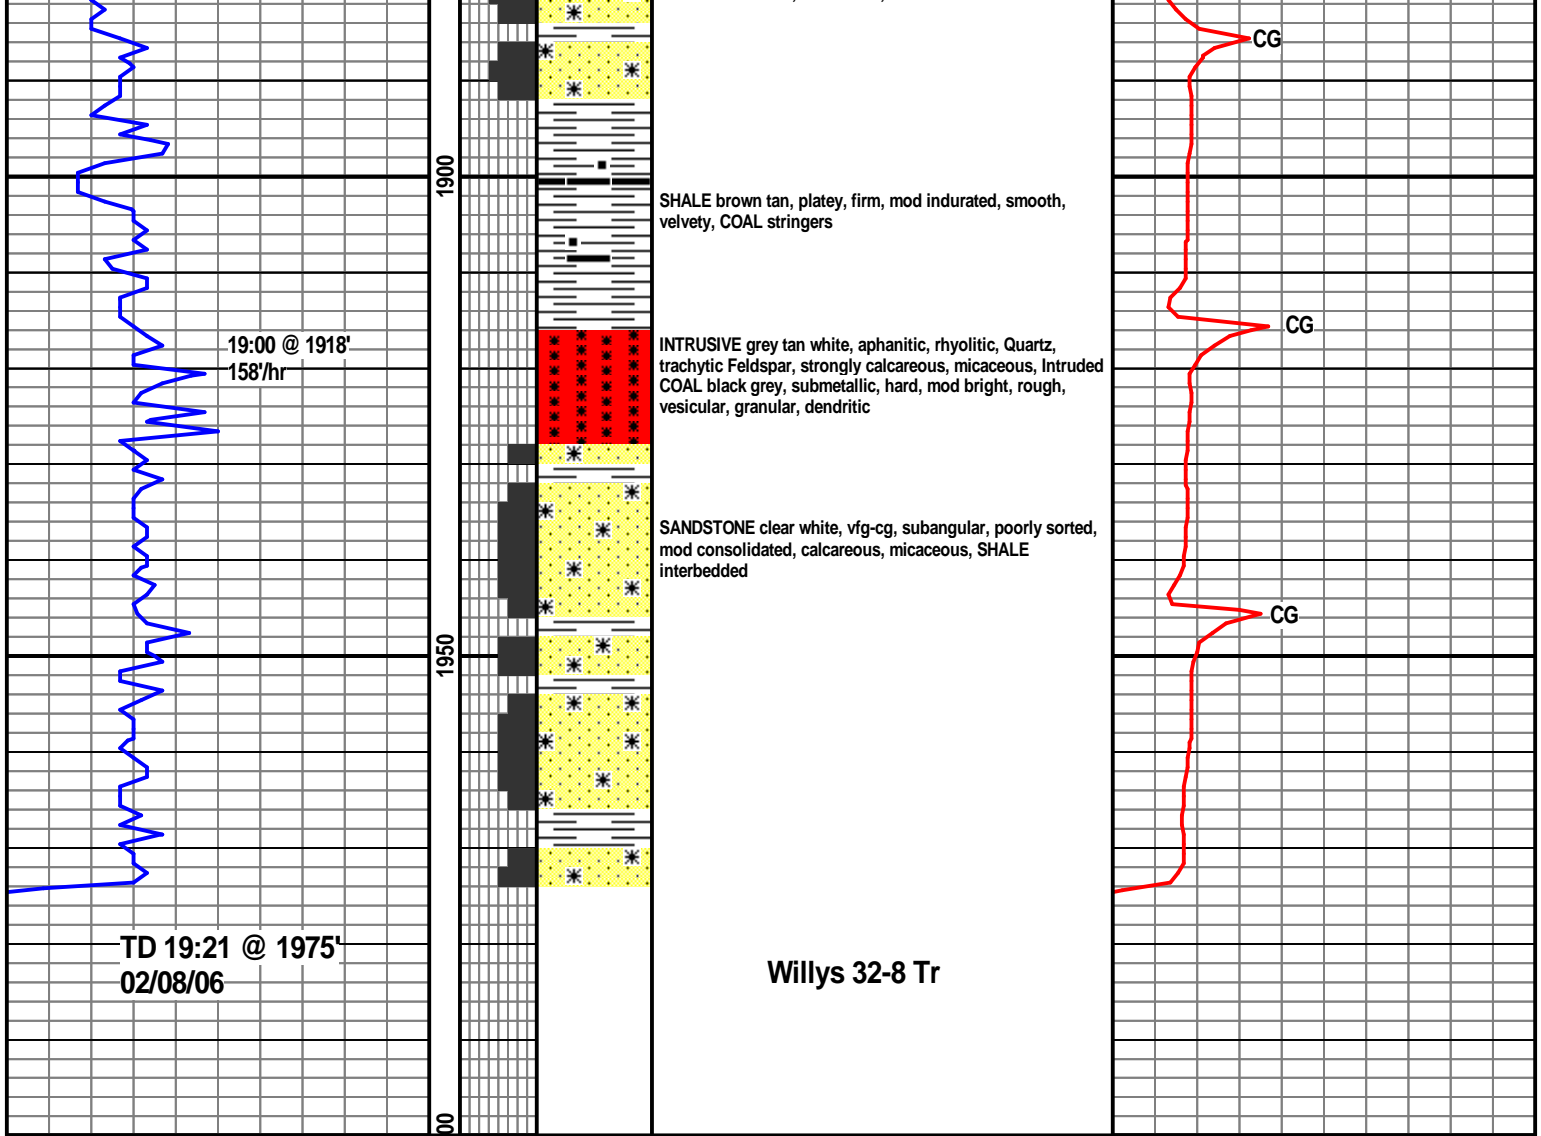 CG
1900
SHALE brown tan, platey, firm, mod indurated, smooth,
velvety, COAL stringers
CG
19:00 @ 1918'
158'/hr
INTRUSIVE grey tan white, aphanitic, rhyolitic, Quartz,
trachytic Feldspar, strongly calcareous, micaceous, Intruded
COAL black grey, submetallic, hard, mod bright, rough,
vesicular, granular, dendritic
SANDSTONE clear white, vfg-cg, subangular, poorly sorted,
mod consolidated, calcareous, micaceous, SHALE
interbedded
CG
1950
TD 19:21 @ 1975'
02/08/06
Willys 32-8 Tr
00